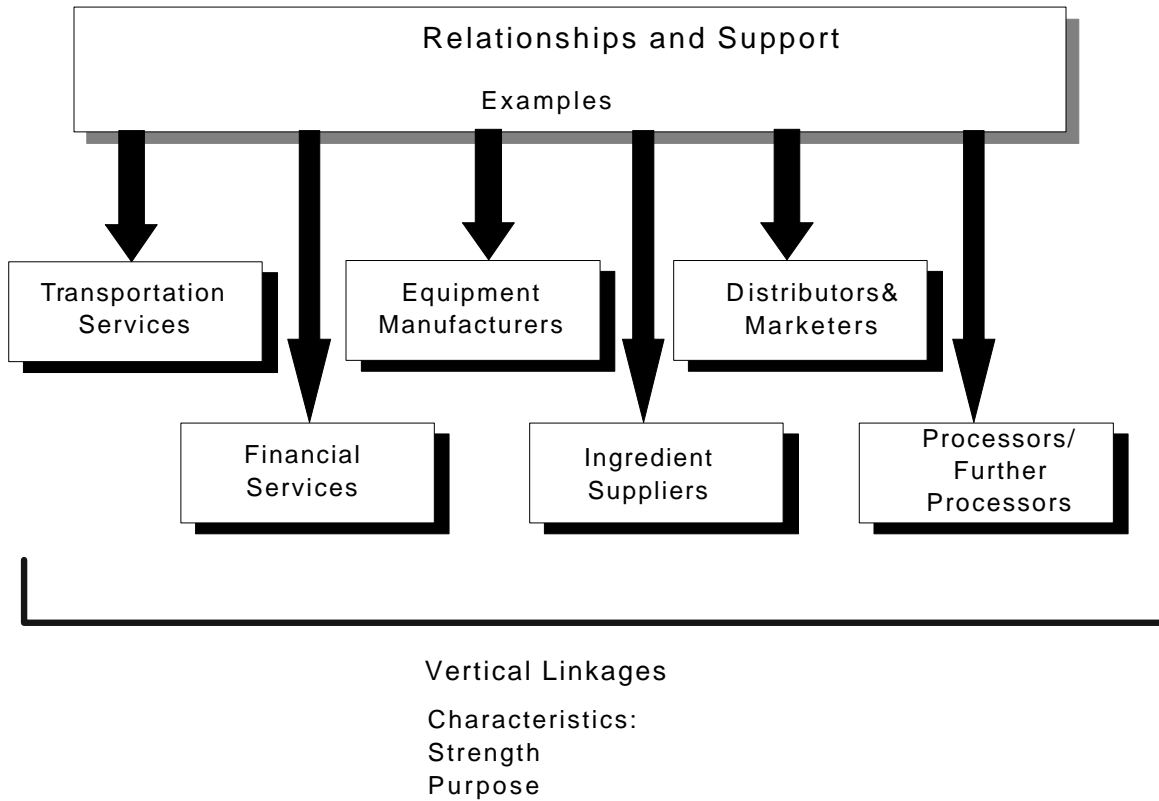 Relationships and Support
Examples
Transportation
Services
Equipment
Manufacturers
Distributors&
Marketers
Financial
Services
Ingredient
Suppliers
Processors/
Further
Processors
Vertical Linkages
Characteristics:
Strength
Purpose